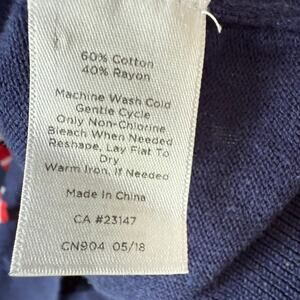 60% Cotton
40% Rayon
Machine Wash Cold
Gentle Cycle
Only Non-Chlorine
Bleach When Needed
Reshape, Lay Flat To
Dry
Warm Iron, If Needed
Made in China
CA #23147
CN904 05/18